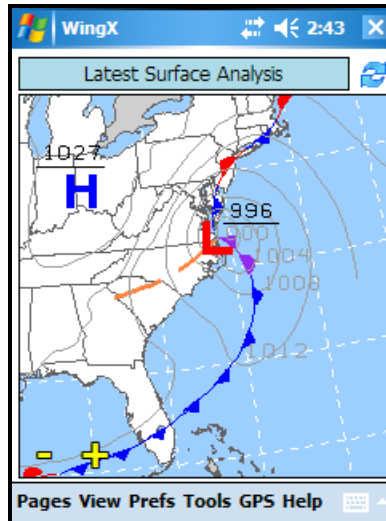 WingX 2:43
Latest Surface Analysis
1027
H
996
L
1000
1004
1008
1012
- +
Pages View Prefs Tools GPS Help